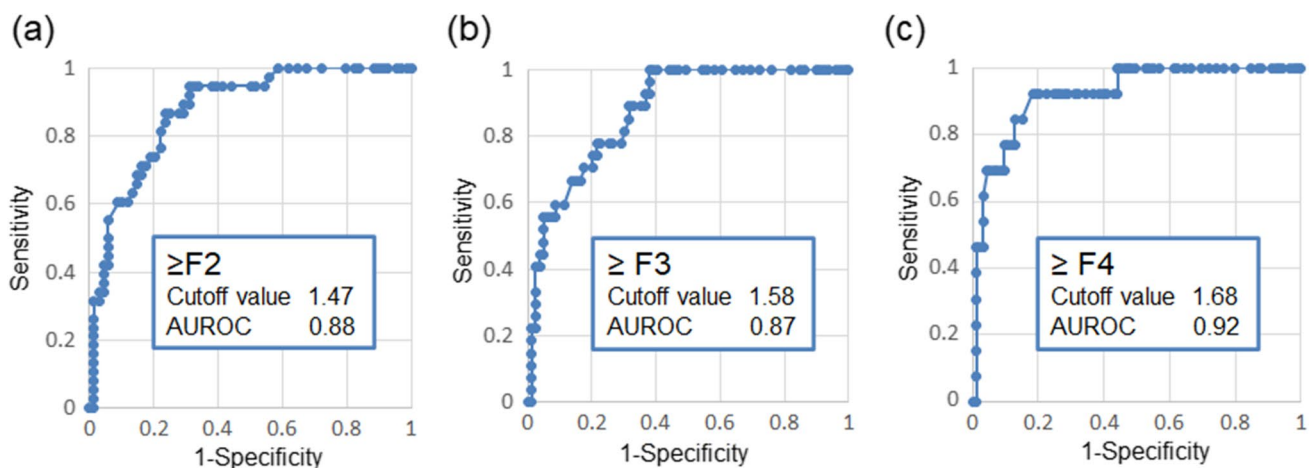 (a)
1
0.8
0.6
0.4
0.2
0
Sensitivity
≥F2
Cutoff value 1.47
AUROC 0.88
0 0.2 0.4 0.6 0.8 1
1-Specificity
(b)
1
0.8
0.6
0.4
0.2
0
Sensitivity
≥ F3
Cutoff value 1.58
AUROC 0.87
0 0.2 0.4 0.6 0.8 1
1-Specificity
(c)
1
0.8
0.6
0.4
0.2
0
Sensitivity
≥ F4
Cutoff value 1.68
AUROC 0.92
0 0.2 0.4 0.6 0.8 1
1-Specificity